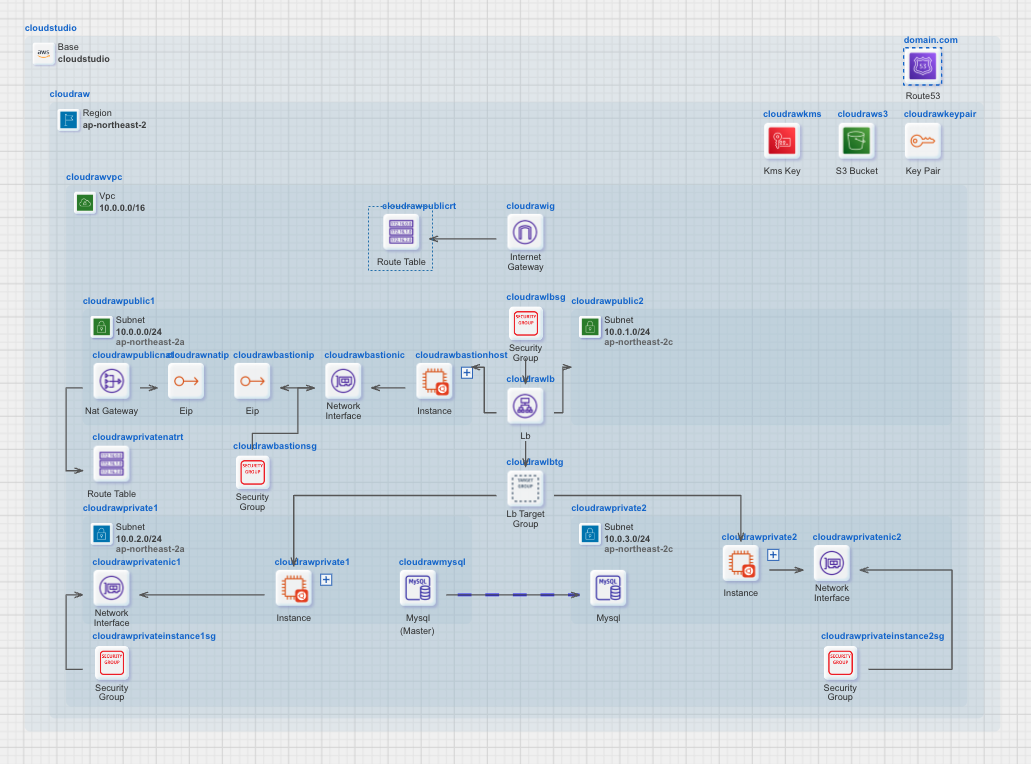 cloudstudio
aws
Base
cloudstudio
domain.com
53
Route53
cloudraw
Region
ap-northeast-2
cloudrawkms
cloudraws3
cloudrawkeypair
Kms Key
S3 Bucket
Key Pair
cloudrawvpc
Vpc
10.0.0.0/16
cloudrawpublicrt
cloudrawig
Route Table
Internet
Gateway
cloudrawpublic1
cloudrawlbsg
cloudrawpublic2
Subnet
10.0.0.0/24
ap-northeast-2a
SECURITY
GROUP
Security
Group
Subnet
10.0.1.0/24
ap-northeast-2c
cloudrawpublicnat
cloudrawnatip
cloudrawbastionip
cloudrawbastionic
cloudrawbastionhost
cloudrawlb
Nat Gateway
Eip
Eip
Network
Interface
Instance
Lb
cloudrawprivatenatrt
cloudrawbastionsg
cloudrawlbtg
Route Table
SECURITY
GROUP
Security
Group
TARGET
GROUP
Lb Target
Group
cloudrawprivate1
cloudrawprivate2
Subnet
10.0.2.0/24
ap-northeast-2a
Subnet
10.0.3.0/24
ap-northeast-2c
cloudrawprivate2
cloudrawprivatenic2
cloudrawprivatenic1
cloudrawprivate1
cloudrawmysql
Network
Interface
Instance
MySQL
Mysql
(Master)
MySQL
Mysql
Instance
Network
Interface
cloudrawprivateinstance1sg
cloudrawprivateinstance2sg
SECURITY
GROUP
Security
Group
SECURITY
GROUP
Security
Group